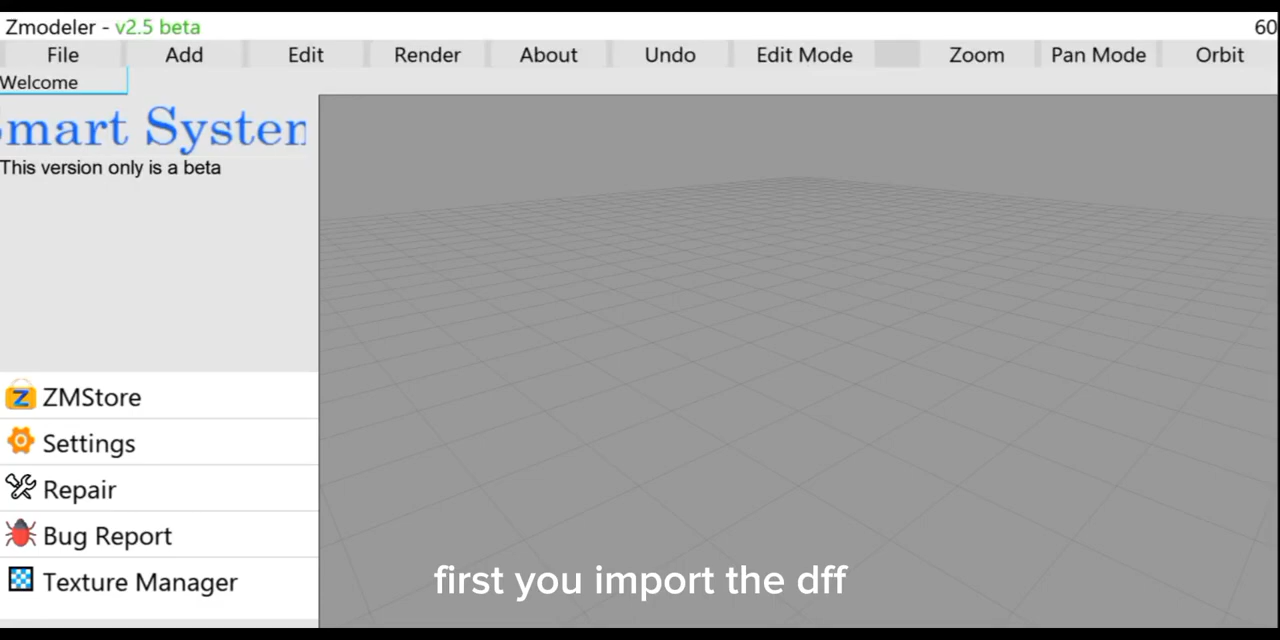 Zmodeler - v2.5 beta 60
File Add Edit Render About Undo Edit Mode Zoom Pan Mode Orbit
Welcome
mart System
This version only is a beta
ZMStore
Settings
Repair
Bug Report
Texture Manager
first you import the dff